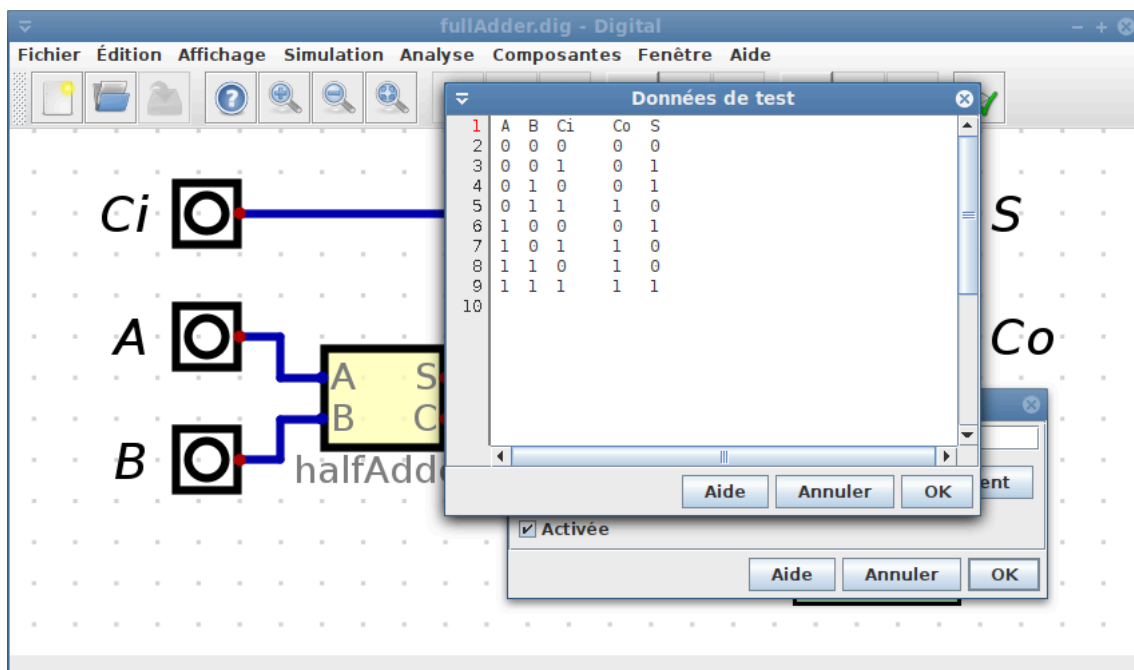 fullAdder.dig - Digital
Fichier Édition Affichage Simulation Analyse Composantes Fenêtre Aide
Données de test
1 A B Ci Co S
2 0 0 0 0 0
3 0 0 1 0 1
4 0 1 0 0 1
5 0 1 1 1 0
6 1 0 0 0 1
7 1 0 1 1 0
8 1 1 0 1 0
9 1 1 1 1 1
10
Ci
S
A
Co
A S
B C
B
halfAdde
Aide Annuler OK
ent
Activée
Aide Annuler OK